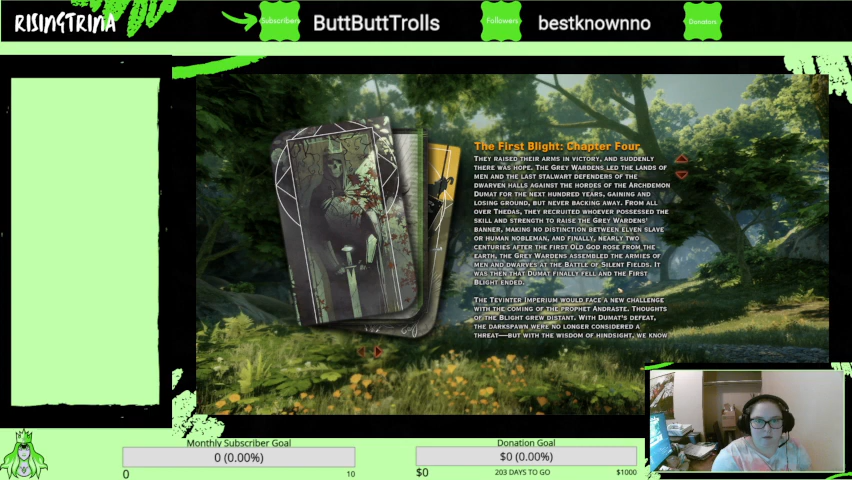 RISINGTRINA
Subscribers
ButtButtTrolls
Followers
bestknownno
Donators
The First Blight: Chapter Four
They raised their arms in victory, and suddenly
there was hope. The Grey Wardens led the lands of
men and the last stalwart defenders of the
dwarven halls against the hordes of the Archdemon
Dumat for the next hundred years, gaining and
losing ground, but never backing away. From all
over Thedas, they recruited whoever possessed the
skill and strength to raise the Grey Wardens'
banner, making no distinction between elven slave
or human nobleman, and finally, nearly two
centuries after the first Old God rose from the
earth, the Grey Wardens assembled the armies of
men and dwarves at the Battle of Silent Fields. It
was then that Dumat finally fell and the First
Blight ended.
The Tevinter Imperium would face a new challenge
with the coming of the prophet Andraste. Thoughts
of the Blight grew distant. With Dumat's defeat,
the darkspawn were no longer considered a
threat—but with the wisdom of hindsight, we know
Monthly Subscriber Goal
0 (0.00%)
0
10
Donation Goal
$0 (0.00%)
$0
203 DAYS TO GO
$1000